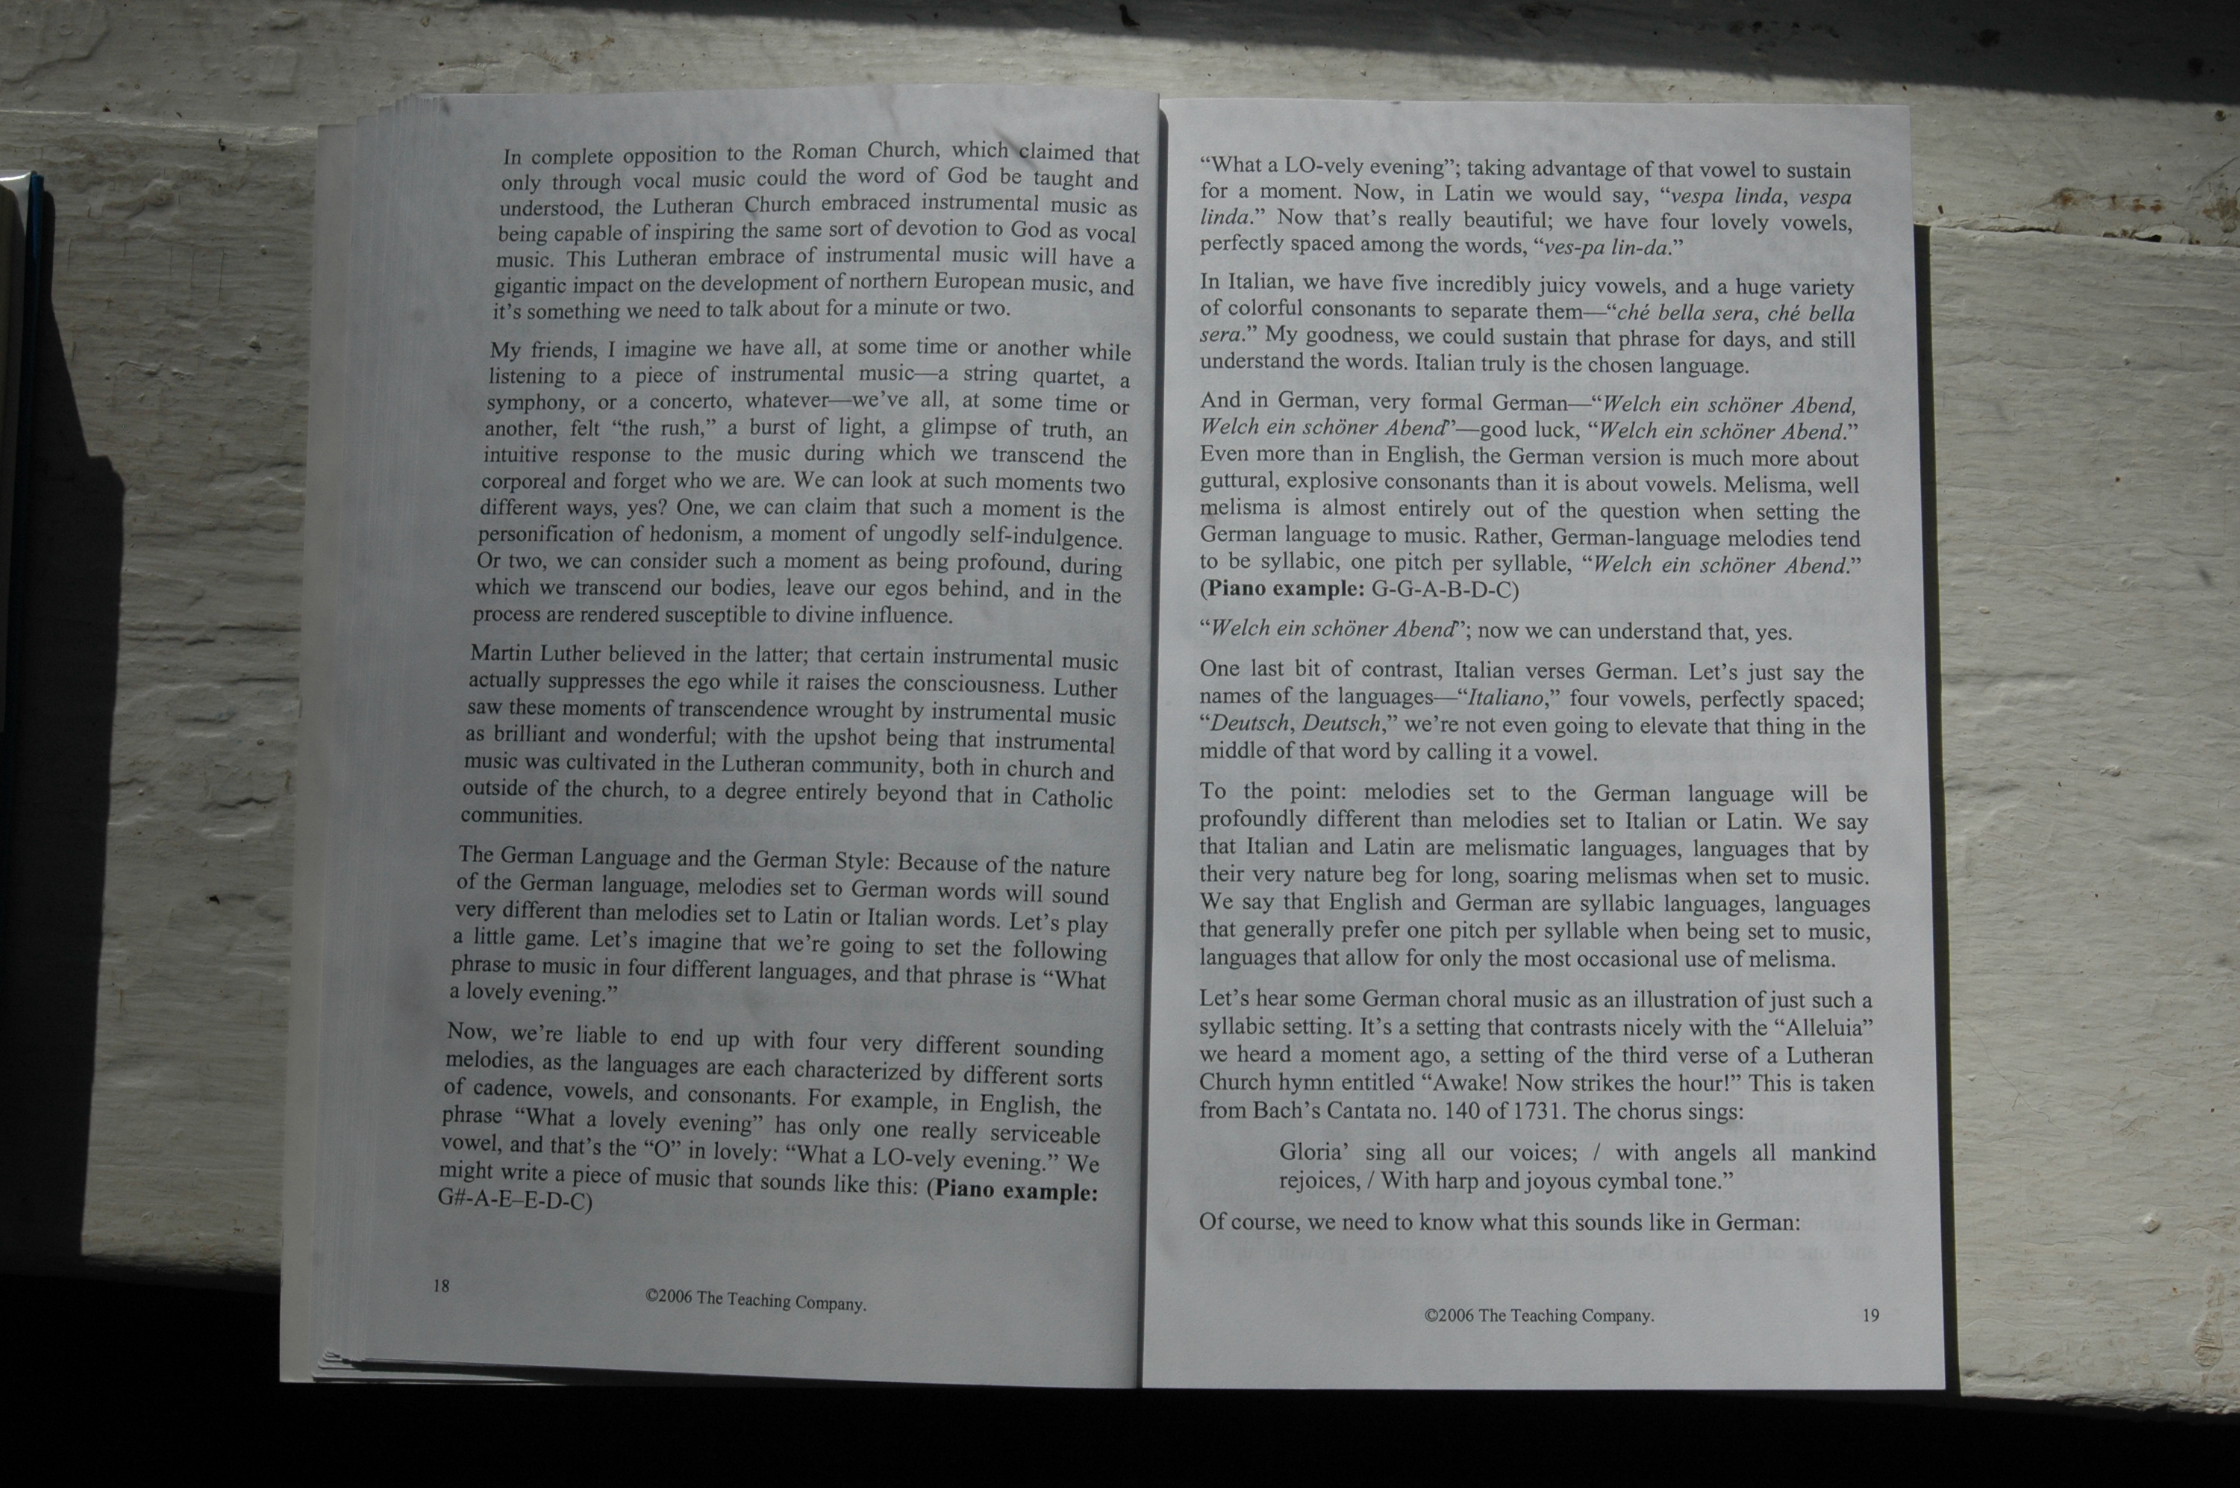 In complete opposition to the Roman Church, which claimed that
only through vocal music could the word of God be taught and
understood, the Lutheran Church embraced instrumental music as
being capable of inspiring the same sort of devotion to God as vocal
music. This Lutheran embrace of instrumental music will have a
gigantic impact on the development of northern European music, and
it's something we need to talk about for a minute or two.
My friends, I imagine we have all, at some time or another while
listening to a piece of instrumental music—a string quartet, a
symphony, or a concerto, whatever—we've all, at some time or
another, felt “the rush,” a burst of light, a glimpse of truth, an
intuitive response to the music during which we transcend the
corporeal and forget who we are. We can look at such moments two
different ways, yes? One, we can claim that such a moment is the
personification of hedonism, a moment of ungodly self-indulgence.
Or two, we can consider such a moment as being profound, during
which we transcend our bodies, leave our egos behind, and in the
process are rendered susceptible to divine influence.
Martin Luther believed in the latter; that certain instrumental music
actually suppresses the ego while it raises the consciousness. Luther
saw these moments of transcendence wrought by instrumental music
as brilliant and wonderful; with the upshot being that instrumental
music was cultivated in the Lutheran community, both in church and
outside of the church, to a degree entirely beyond that in Catholic
communities.
The German Language and the German Style: Because of the nature
of the German language, melodies set to German words will sound
very different than melodies set to Latin or Italian words. Let's play
a little game. Let's imagine that we're going to set the following
phrase to music in four different languages, and that phrase is “What
a lovely evening.”
Now, we're liable to end up with four very different sounding
melodies, as the languages are each characterized by different sorts
of cadence, vowels, and consonants. For example, in English, the
phrase “What a lovely evening” has only one really serviceable
vowel, and that's the “O” in lovely: “What a LO-vely evening.” We
might write a piece of music that sounds like this: (Piano example:
G#-A-E–E-D-C)
18
©2006 The Teaching Company.
“What a LO-vely evening”; taking advantage of that vowel to sustain
for a moment. Now, in Latin we would say, “vespa linda, vespa
linda.” Now that's really beautiful; we have four lovely vowels,
perfectly spaced among the words, “ves-pa lin-da.”
In Italian, we have five incredibly juicy vowels, and a huge variety
of colorful consonants to separate them—“ché bella sera, ché bella
sera.” My goodness, we could sustain that phrase for days, and still
understand the words. Italian truly is the chosen language.
And in German, very formal German—“Welch ein schöner Abend,
Welch ein schöner Abend”—good luck, “Welch ein schöner Abend.”
Even more than in English, the German version is much more about
guttural, explosive consonants than it is about vowels. Melisma, well
melisma is almost entirely out of the question when setting the
German language to music. Rather, German-language melodies tend
to be syllabic, one pitch per syllable, “Welch ein schöner Abend.”
(Piano example: G-G-A-B-D-C)
“Welch ein schöner Abend”; now we can understand that, yes.
One last bit of contrast, Italian verses German. Let's just say the
names of the languages—“Italiano,” four vowels, perfectly spaced;
“Deutsch, Deutsch,” we're not even going to elevate that thing in the
middle of that word by calling it a vowel.
To the point: melodies set to the German language will be
profoundly different than melodies set to Italian or Latin. We say
that Italian and Latin are melismatic languages, languages that by
their very nature beg for long, soaring melismas when set to music.
We say that English and German are syllabic languages, languages
that generally prefer one pitch per syllable when being set to music,
languages that allow for only the most occasional use of melisma.
Let's hear some German choral music as an illustration of just such a
syllabic setting. It's a setting that contrasts nicely with the “Alleluia”
we heard a moment ago, a setting of the third verse of a Lutheran
Church hymn entitled “Awake! Now strikes the hour!” This is taken
from Bach's Cantata no. 140 of 1731. The chorus sings:
Gloria’ sing all our voices; / with angels all mankind
rejoices, / With harp and joyous cymbal tone.”
Of course, we need to know what this sounds like in German:
©2006 The Teaching Company.
19